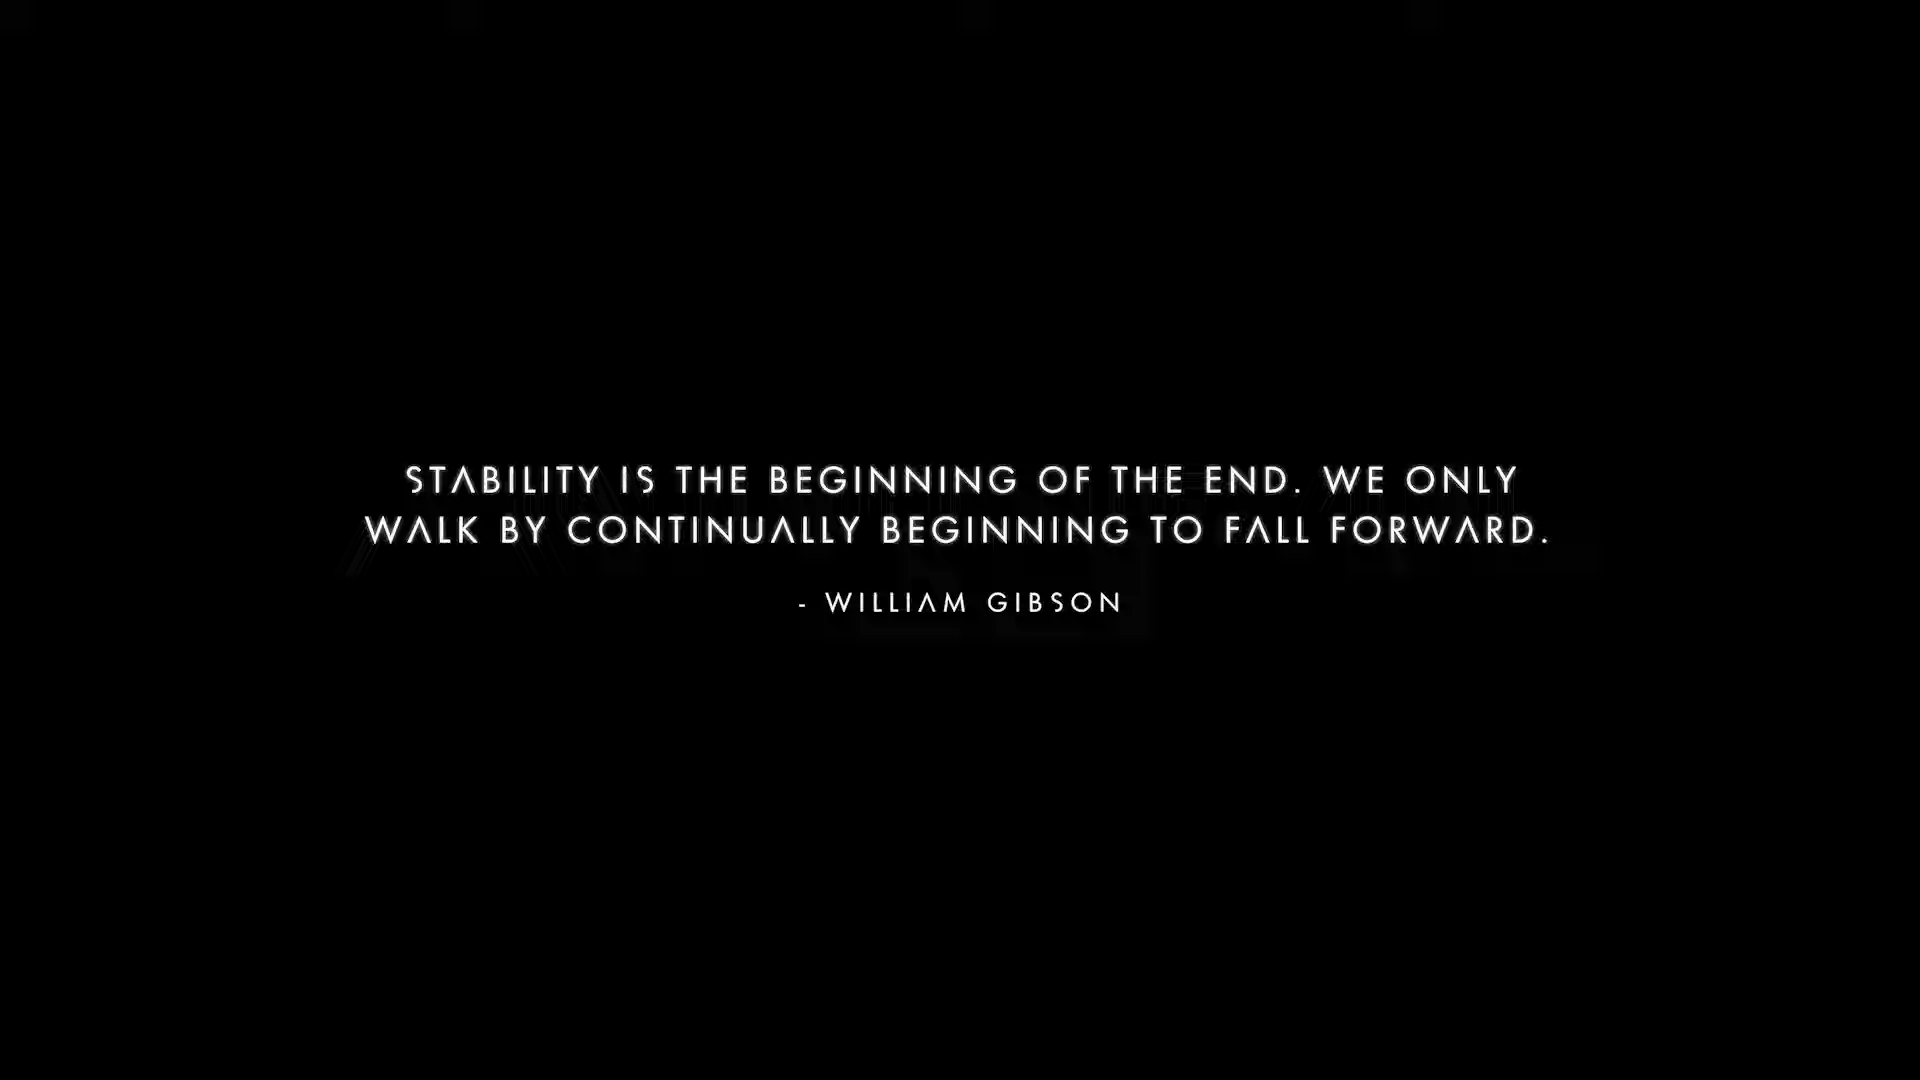 STABILITY IS THE BEGINNING OF THE END. WE ONLY
WALK BY CONTINUALLY BEGINNING TO FALL FORWARD.
- WILLIAM GIBSON